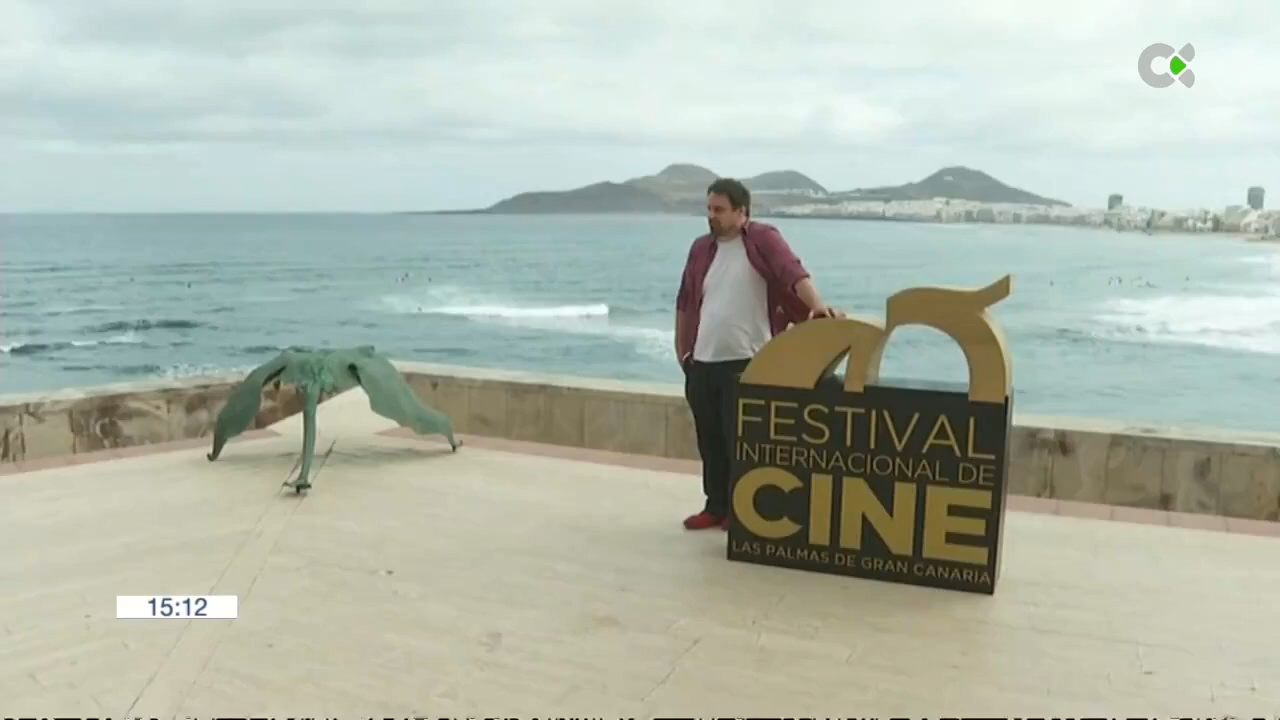 FESTIVAL
INTERNACIONAL DE
CINE
LAS PALMAS DE GRAN CANARIA
15:12